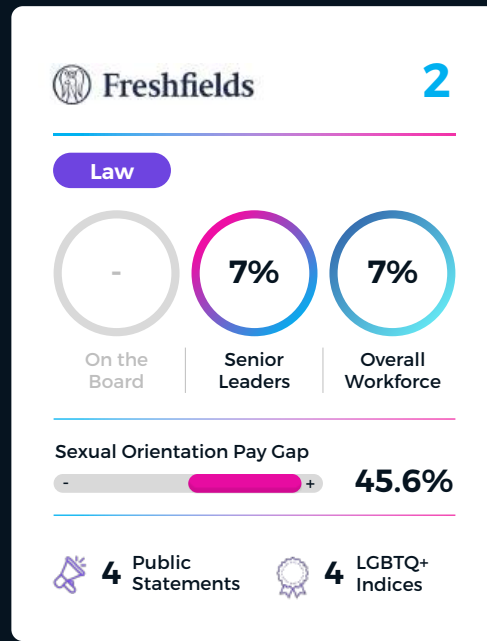 Freshfields
2
Law
-
7%
7%
On the
Board
Senior
Leaders
Overall
Workforce
Sexual Orientation Pay Gap
- +
45.6%
4 Public
Statements
4 LGBTQ+
Indices